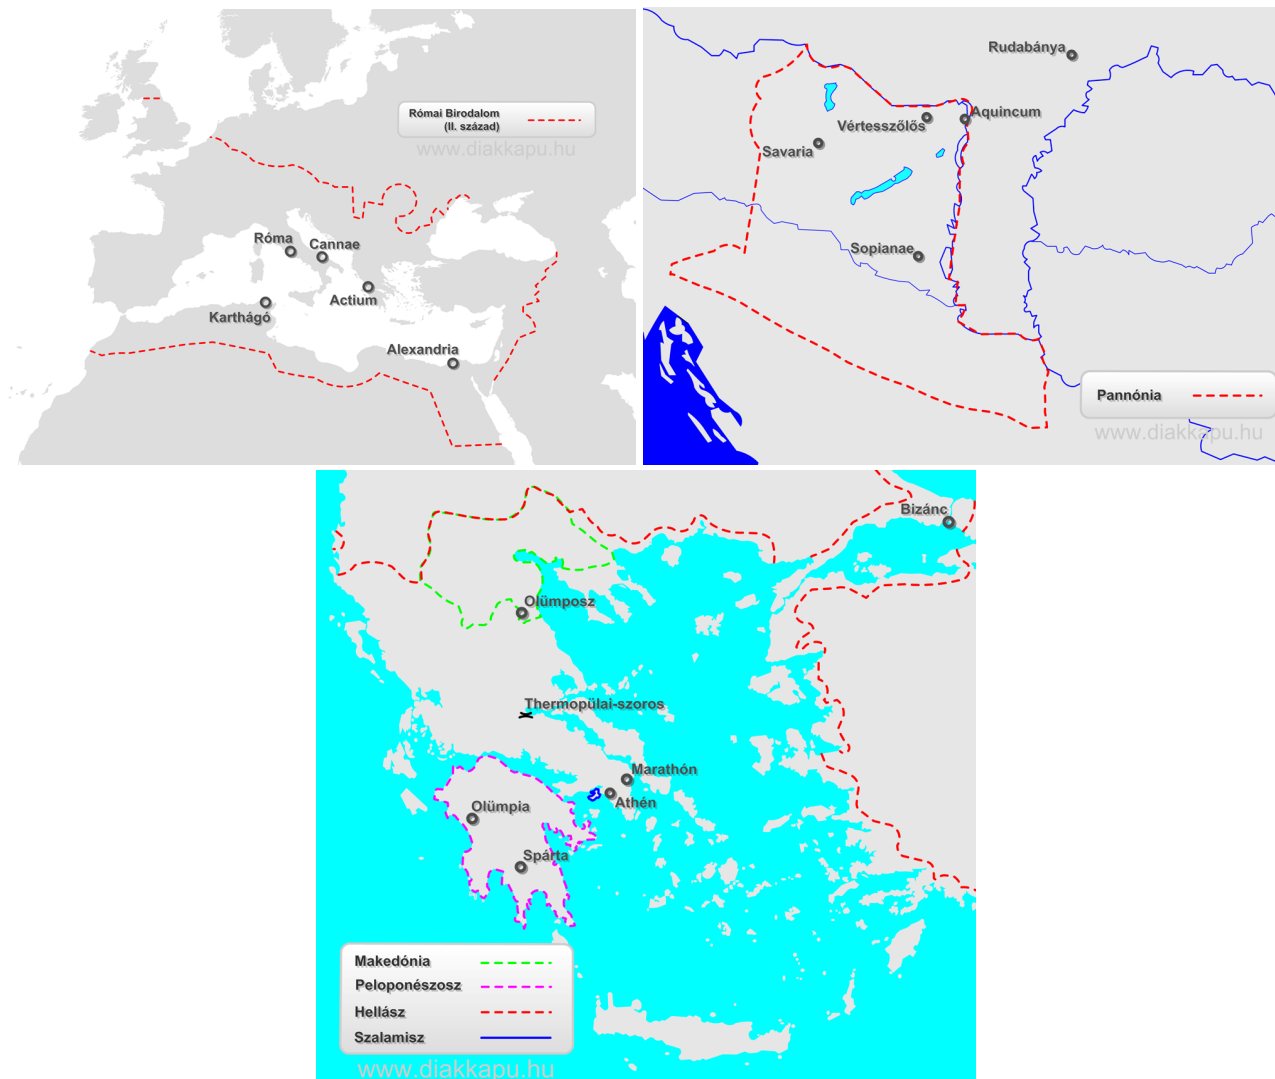 Római Birodalom
(II. század)
www.diakkapu.hu
Róma
Cannae
Actium
Karthágó
Alexandria
Rudabánya
Aquincum
Vértesszőlős
Savaria
Sopianae
Pannónia
www.diakkapu.hu
Bizánc
Olümposz
Thermopülai-szoros
Marathón
Athén
Olümpia
Spárta
Makedónia
Peloponészosz
Hellász
Szalamisz
www.diakkapu.hu